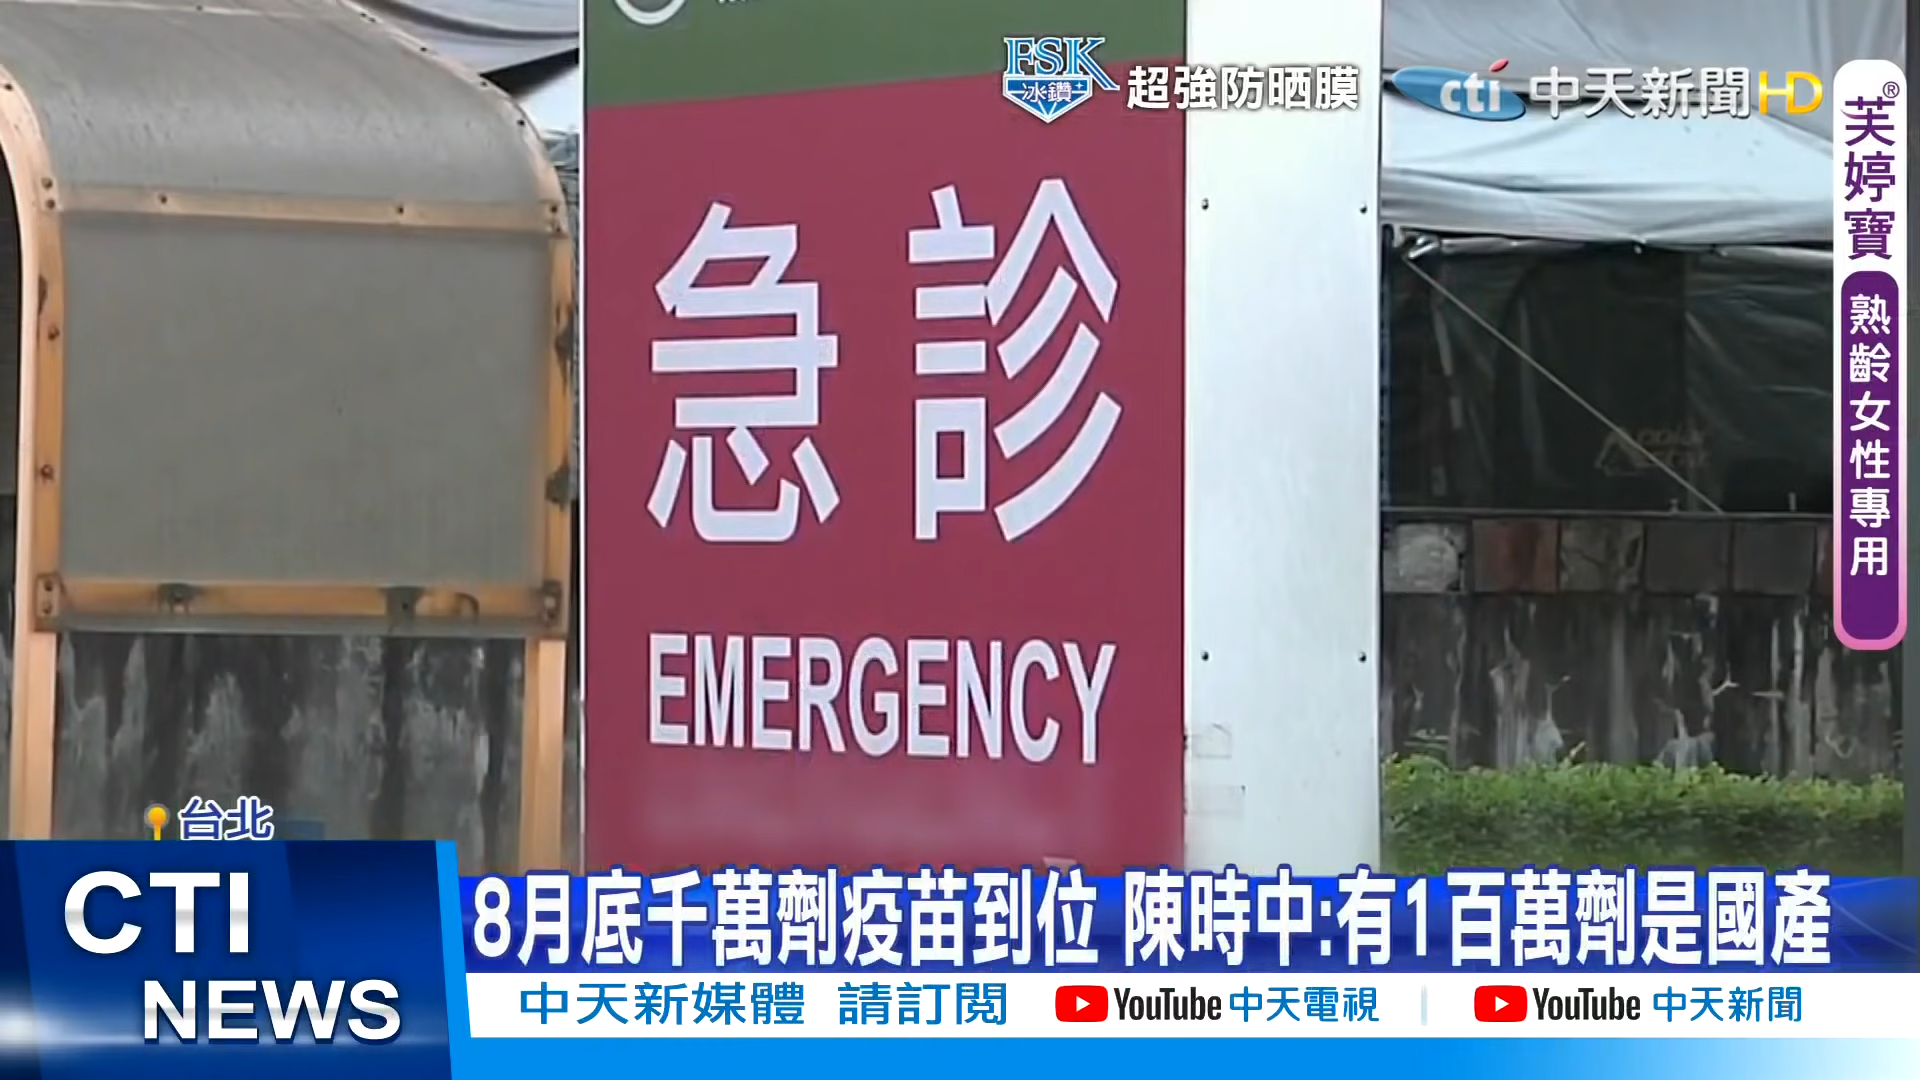 FSK
冰鑽
超強防晒膜
cti 中天新聞HD
芙婷寶®
熟齡女性專用
急診
EMERGENCY
台北
CTI
NEWS
8月底千萬劑疫苗到位 陳時中:有1百萬劑是國產
中天新媒體 請訂閱 YouTube 中天電視 YouTube 中天新聞